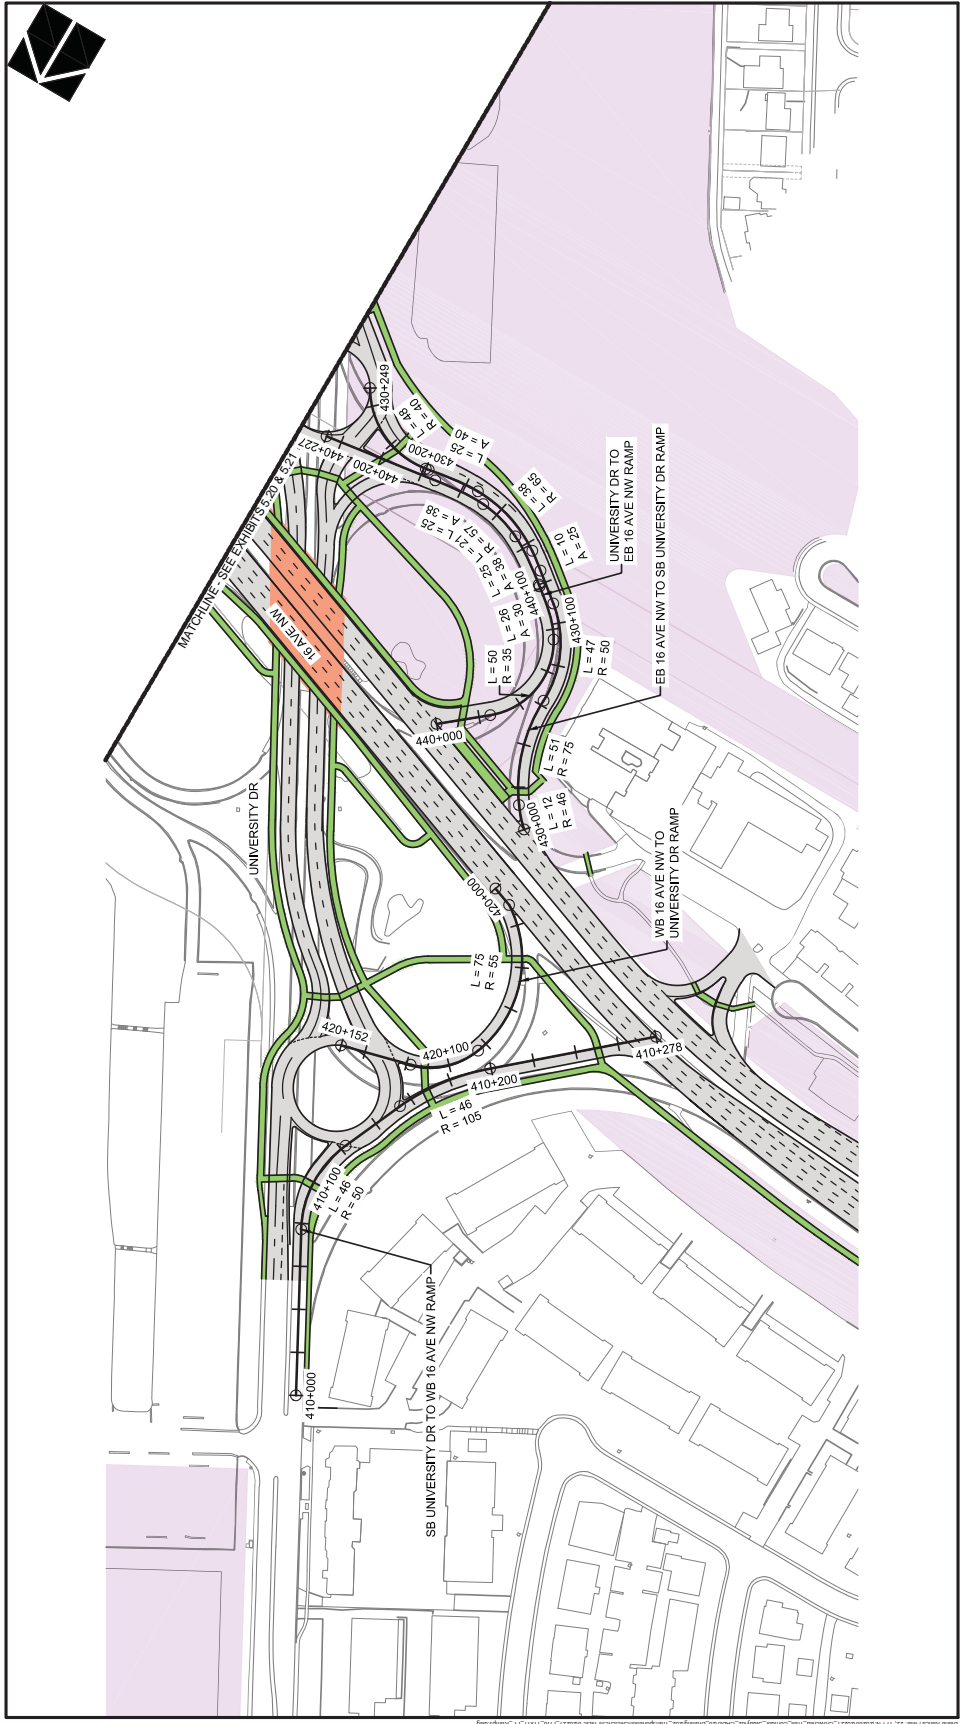 MATCHLINE - SEE EXHIBITS 5.20 & 5.21
16 AVE NW
UNIVERSITY DR
430+249
440+227
440+200
430+200
L = 48
R = 40
A = 40
L = 25
R = 65
L = 38
A = 25
L = 10
L = 25
A = 38
L = 21
R = 57
L = 25
A = 38
L = 26
A = 30
440+100
430+100
L = 50
R = 35
L = 47
R = 50
440+000
L = 51
R = 75
L = 12
R = 46
430+000
UNIVERSITY DR TO
EB 16 AVE NW RAMP
EB 16 AVE NW TO SB UNIVERSITY DR RAMP
WB 16 AVE NW TO
UNIVERSITY DR RAMP
420+000
L = 75
R = 55
420+152
420+100
410+278
410+200
L = 46
R = 105
410+100
L = 46
R = 50
410+000
SB UNIVERSITY DR TO WB 16 AVE NW RAMP